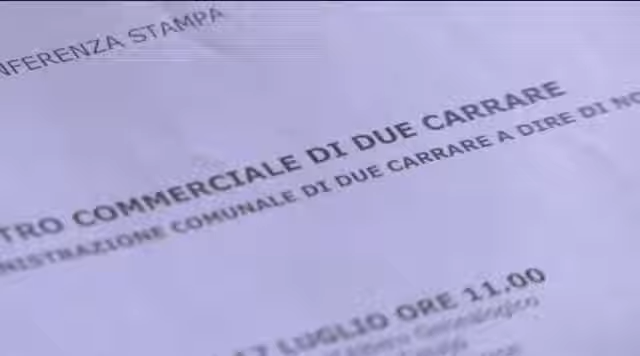 NFERENZA STAMPA
TRO COMMERCIALE DI DUE CARRARE
NISTRAZIONE COMUNALE DI DUE CARRARE A DIRE DI NO
17 LUGLIO ORE 11.00